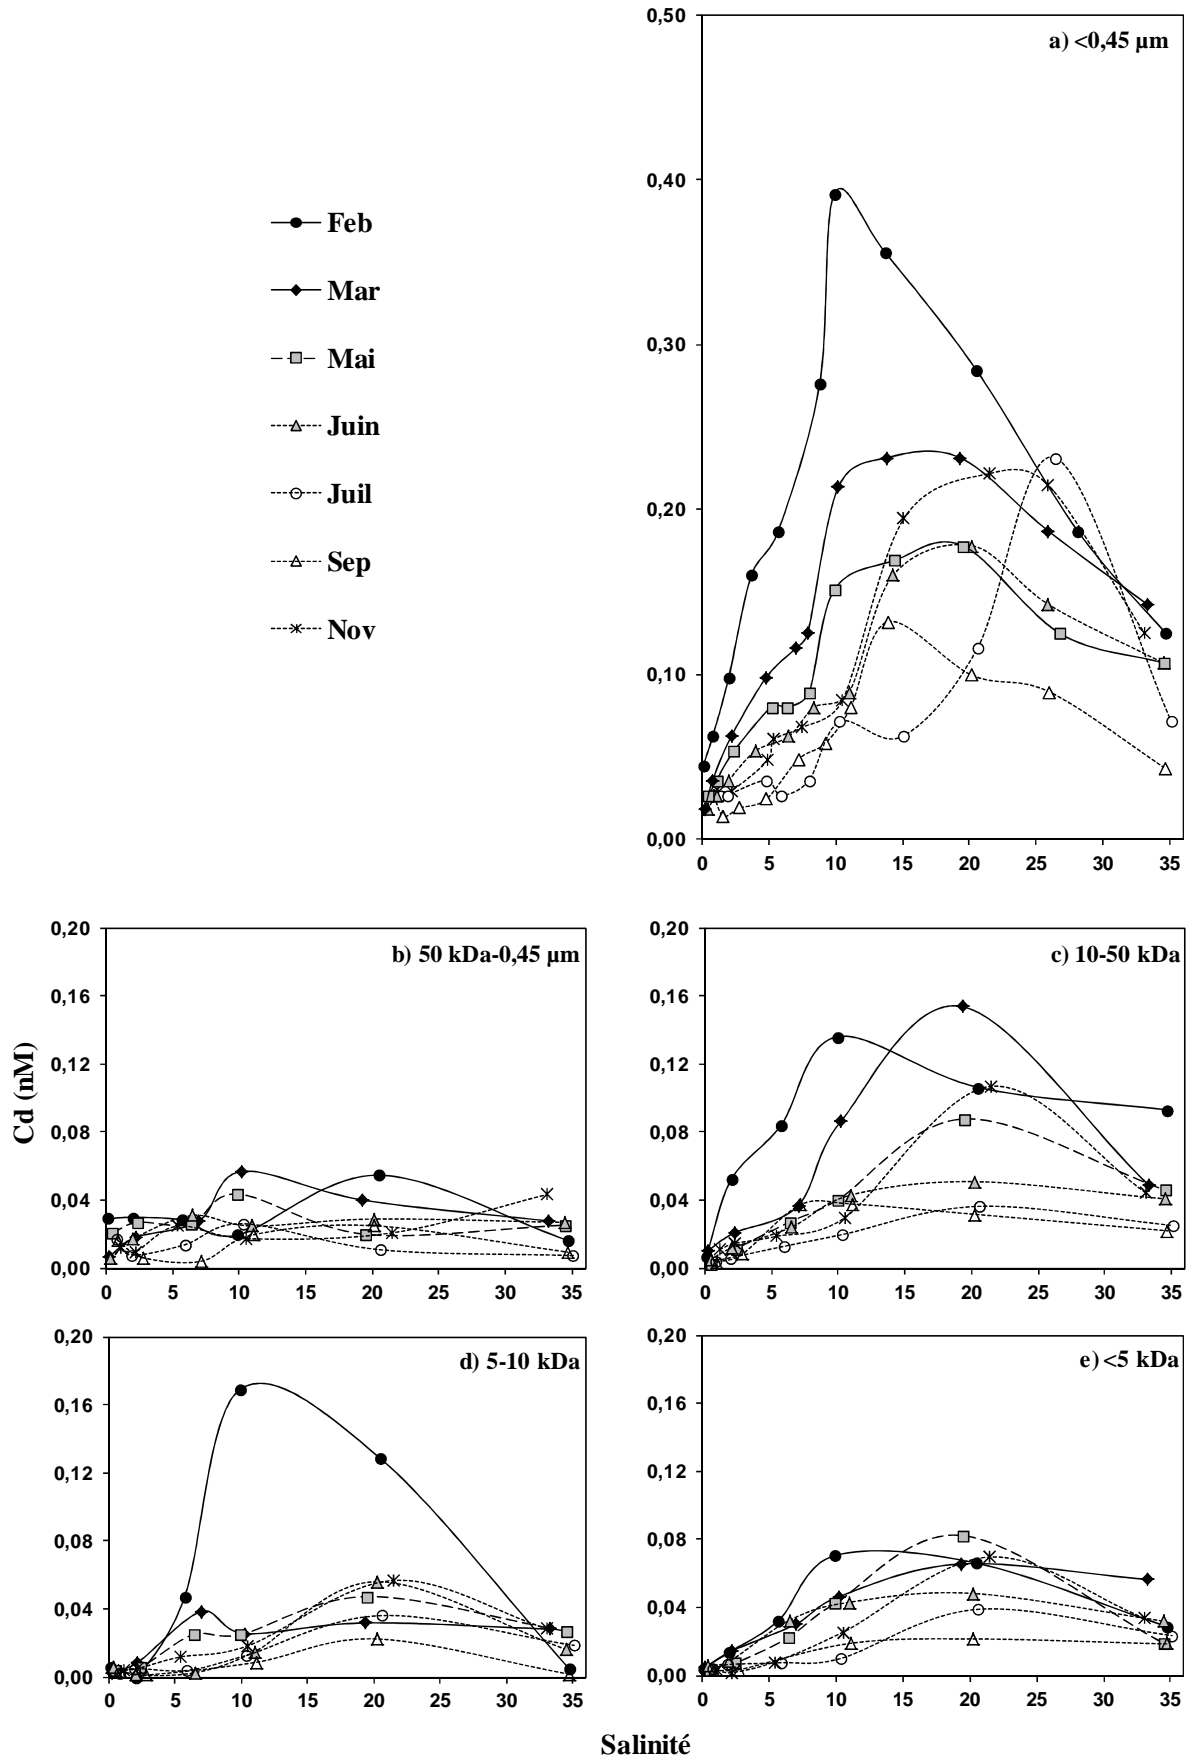 a) <0,45 µm
0,50
0,40
0,30
0,20
0,10
0,00
0 5 10 15 20 25 30 35
Feb
Mar
Mai
Juin
Juil
Sep
Nov
Cd (nM)
b) 50 kDa-0,45 µm
0,20
0,16
0,12
0,08
0,04
0,00
0 5 10 15 20 25 30 35
c) 10-50 kDa
0,20
0,16
0,12
0,08
0,04
0,00
0 5 10 15 20 25 30 35
d) 5-10 kDa
0,20
0,16
0,12
0,08
0,04
0,00
0 5 10 15 20 25 30 35
e) <5 kDa
0,20
0,16
0,12
0,08
0,04
0,00
0 5 10 15 20 25 30 35
Salinité